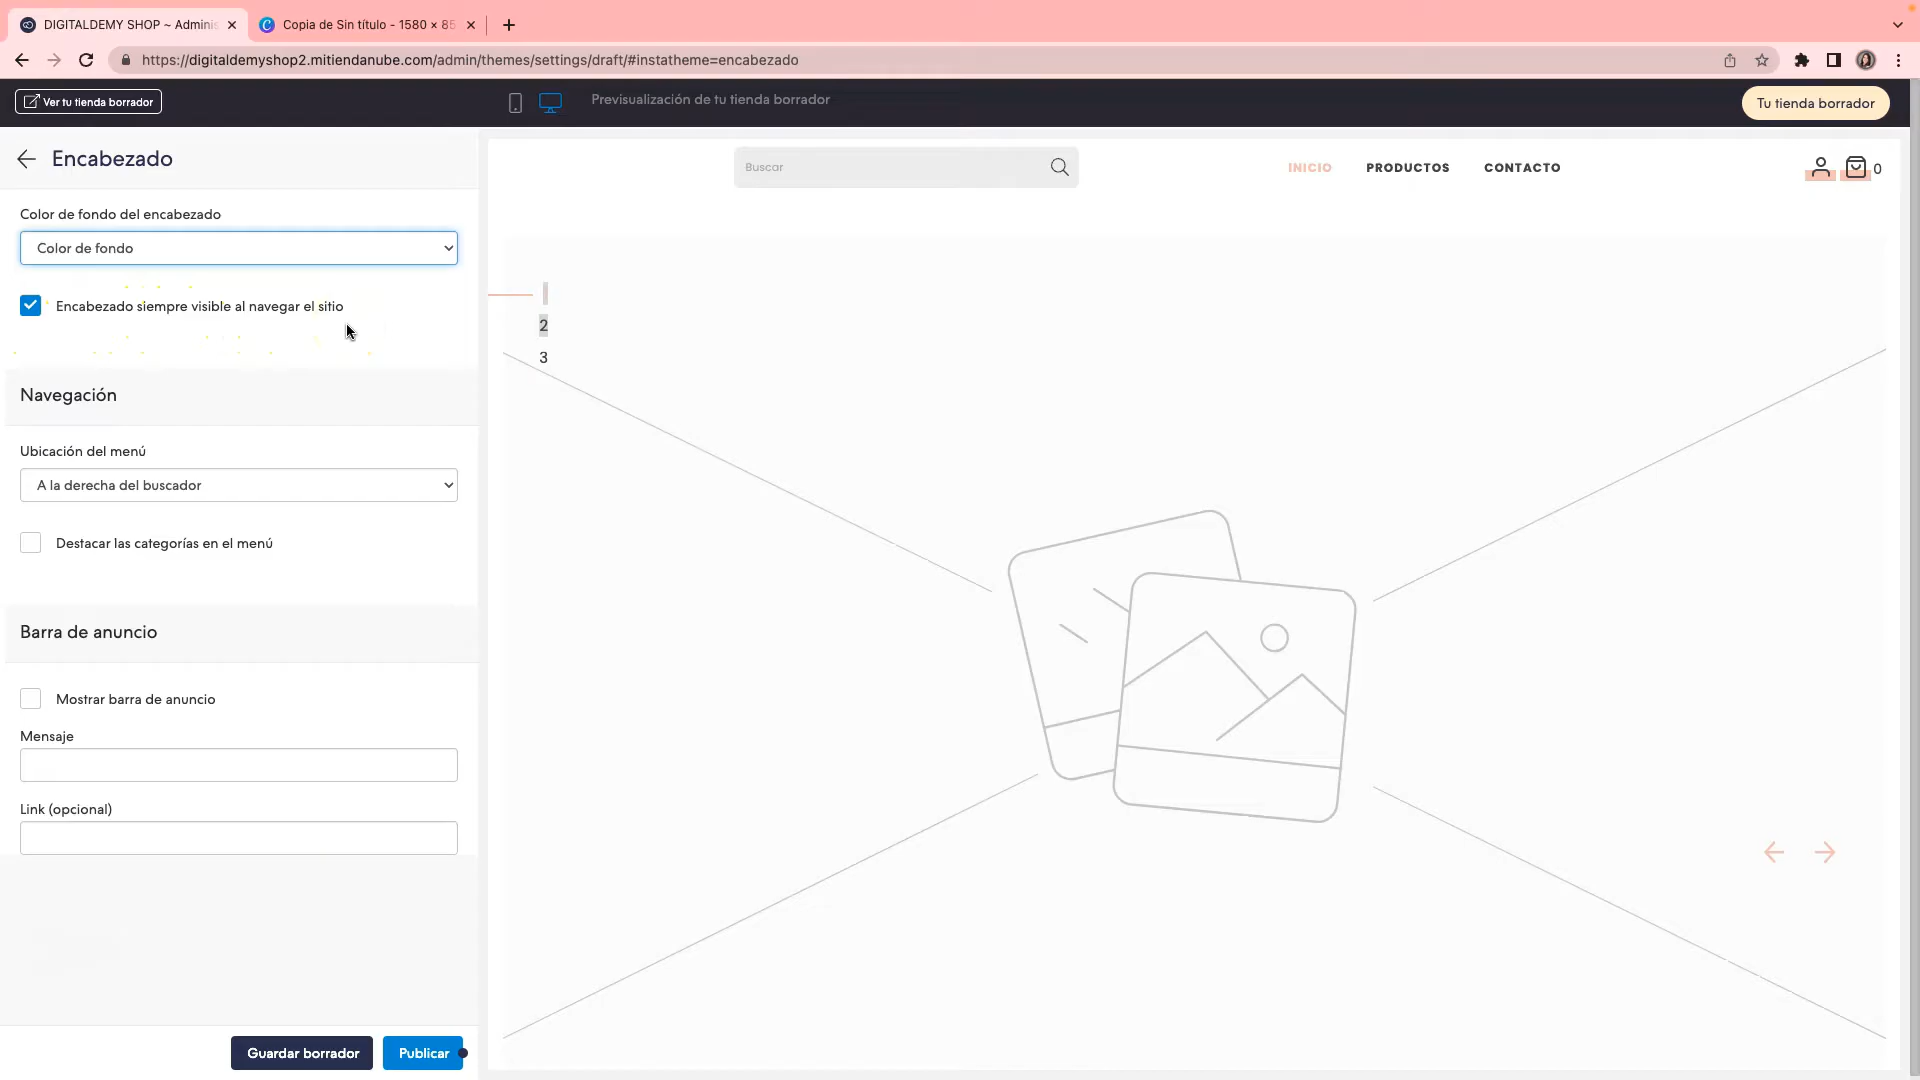 DIGITALDEMY SHOP ~ Adminis
Copia de Sin título - 1580 × 85
https://digitaldemyshop2.mitiendanube.com/admin/themes/settings/draft/#instatheme=encabezado
Ver tu tienda borrador
Previsualización de tu tienda borrador
Tu tienda borrador
Encabezado
Color de fondo del encabezado
Color de fondo
Encabezado siempre visible al navegar el sitio
Navegación
Ubicación del menú
A la derecha del buscador
Destacar las categorías en el menú
Barra de anuncio
Mostrar barra de anuncio
Mensaje
Link (opcional)
Guardar borrador
Publicar
Buscar
INICIO
PRODUCTOS
CONTACTO
0
2
3